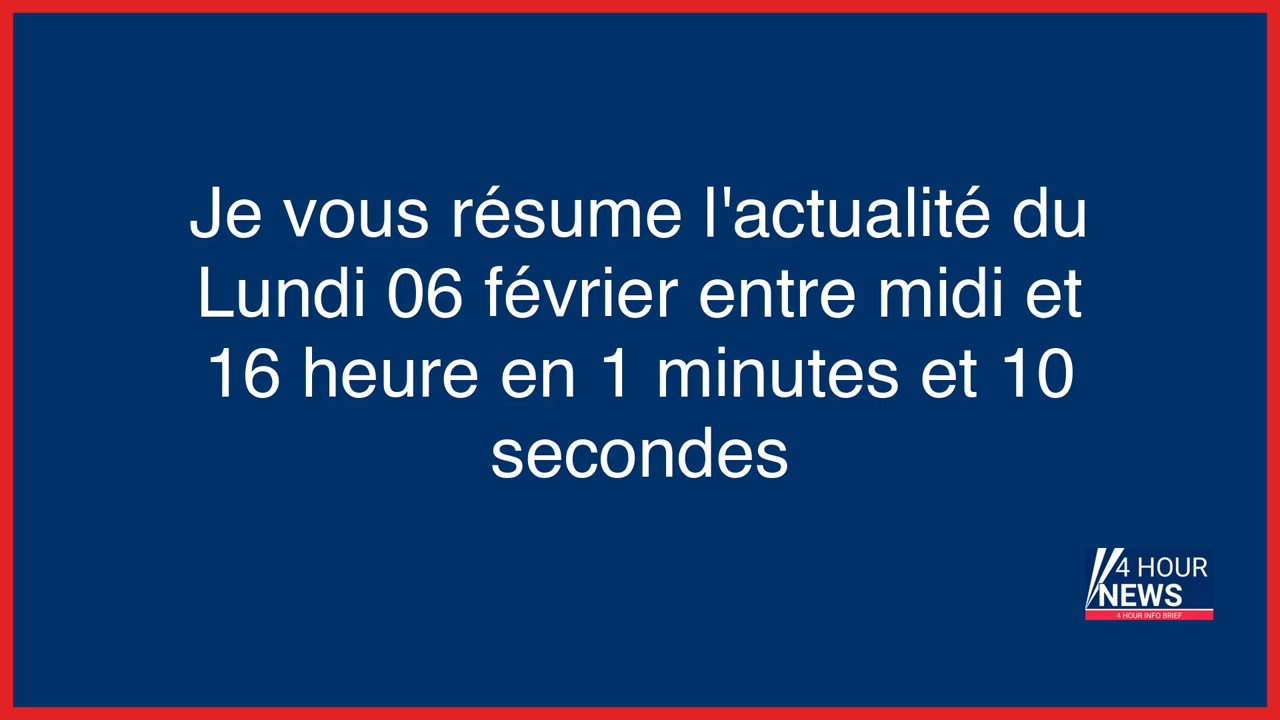 Je vous résume l'actualité du
Lundi 06 février entre midi et
16 heure en 1 minutes et 10
secondes
4 HOUR
NEWS
4 HOUR INFO BRIEF